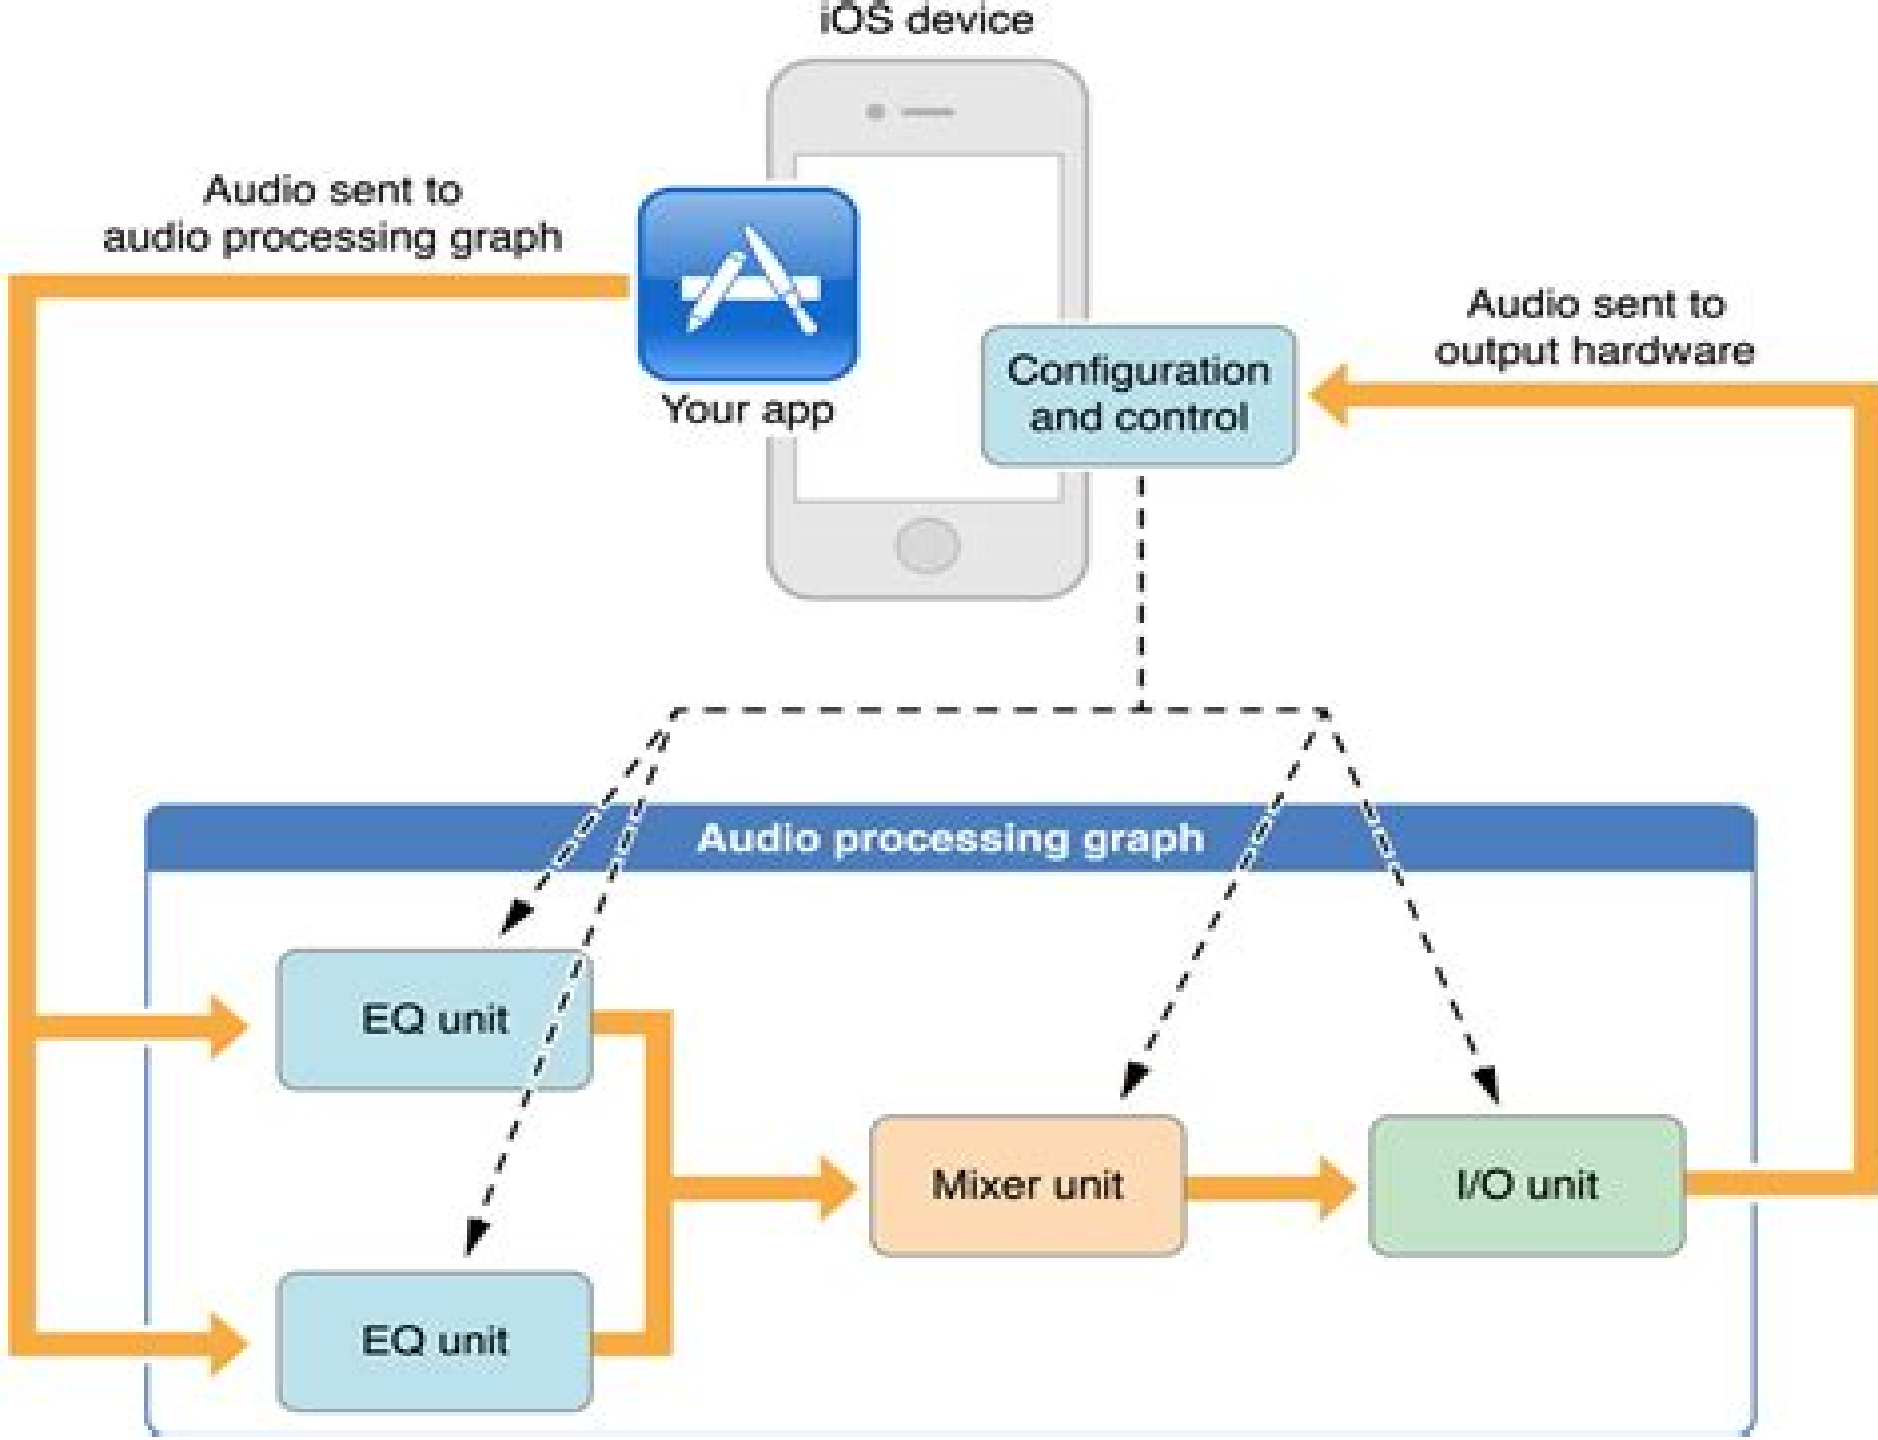 iOS device
Audio sent to
audio processing graph
Your app
Configuration
and control
Audio sent to
output hardware
Audio processing graph
EQ unit
Mixer unit
I/O unit
EQ unit